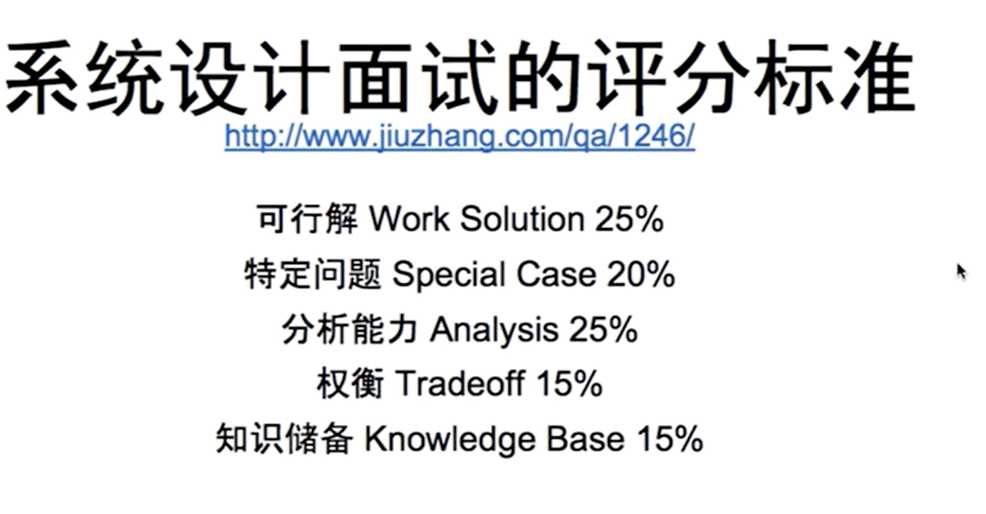 系统设计面试的评分标准
http://www.jiuzhang.com/qa/1246/
可行解 Work Solution 25%
特定问题 Special Case 20%
分析能力 Analysis 25%
权衡 Tradeoff 15%
知识储备 Knowledge Base 15%